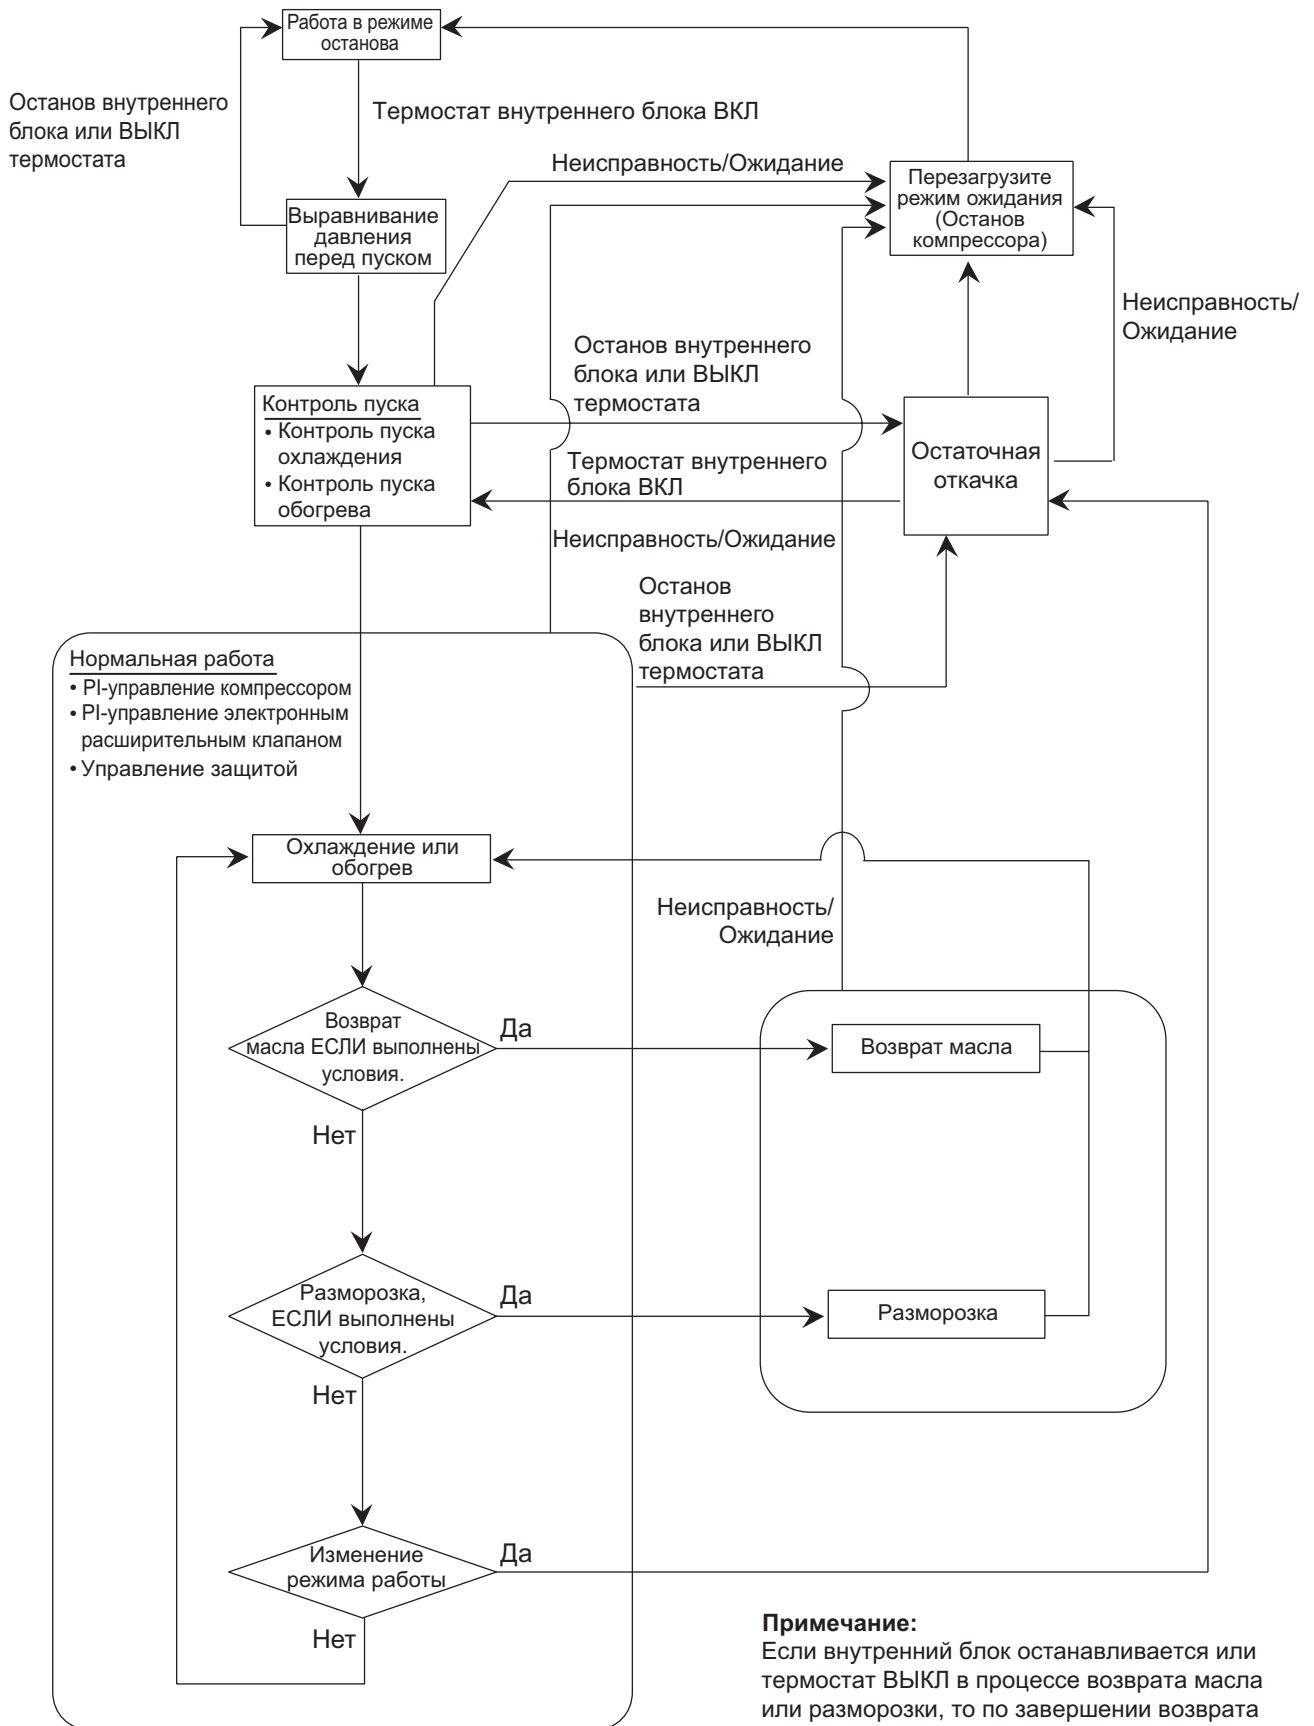 Работа в режиме
останова
Останов внутреннего
блока или ВЫКЛ
термостата
Термостат внутреннего блока ВКЛ
Неисправность/Ожидание
Перезагрузите
режим ожидания
(Останов
компрессора)
Выравнивание
давления
перед пуском
Неисправность/
Ожидание
Останов внутреннего
блока или ВЫКЛ
термостата
Контроль пуска
• Контроль пуска
охлаждения
• Контроль пуска
обогрева
Остаточная
откачка
Термостат внутреннего
блока ВКЛ
Неисправность/Ожидание
Останов
внутреннего
блока или ВЫКЛ
термостата
Нормальная работа
• PI-управление компрессором
• PI-управление электронным
расширительным клапаном
• Управление защитой
Охлаждение или
обогрев
Неисправность/
Ожидание
Возврат
масла ЕСЛИ выполнены
условия.
Да
Возврат масла
Нет
Разморозка,
ЕСЛИ выполнены
условия.
Да
Разморозка
Нет
Изменение
режима работы
Да
Нет
Примечание:
Если внутренний блок останавливается или
термостат ВЫКЛ в процессе возврата масла
или разморозки, то по завершении возврата